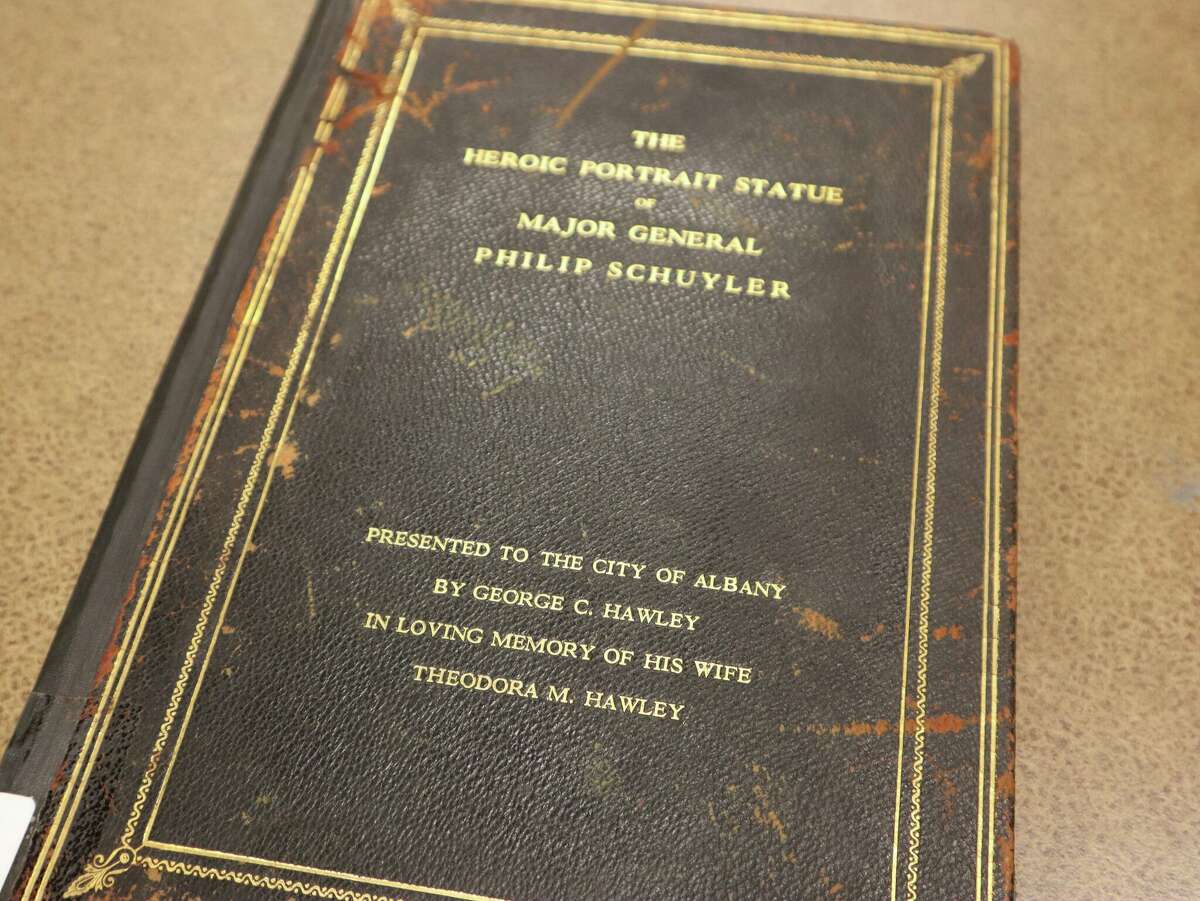 THE
HEROIC PORTRAIT STATUE
OF
MAJOR GENERAL
PHILIP SCHUYLER
PRESENTED TO THE CITY OF ALBANY
BY GEORGE C. HAWLEY
IN LOVING MEMORY OF HIS WIFE
THEODORA M. HAWLEY